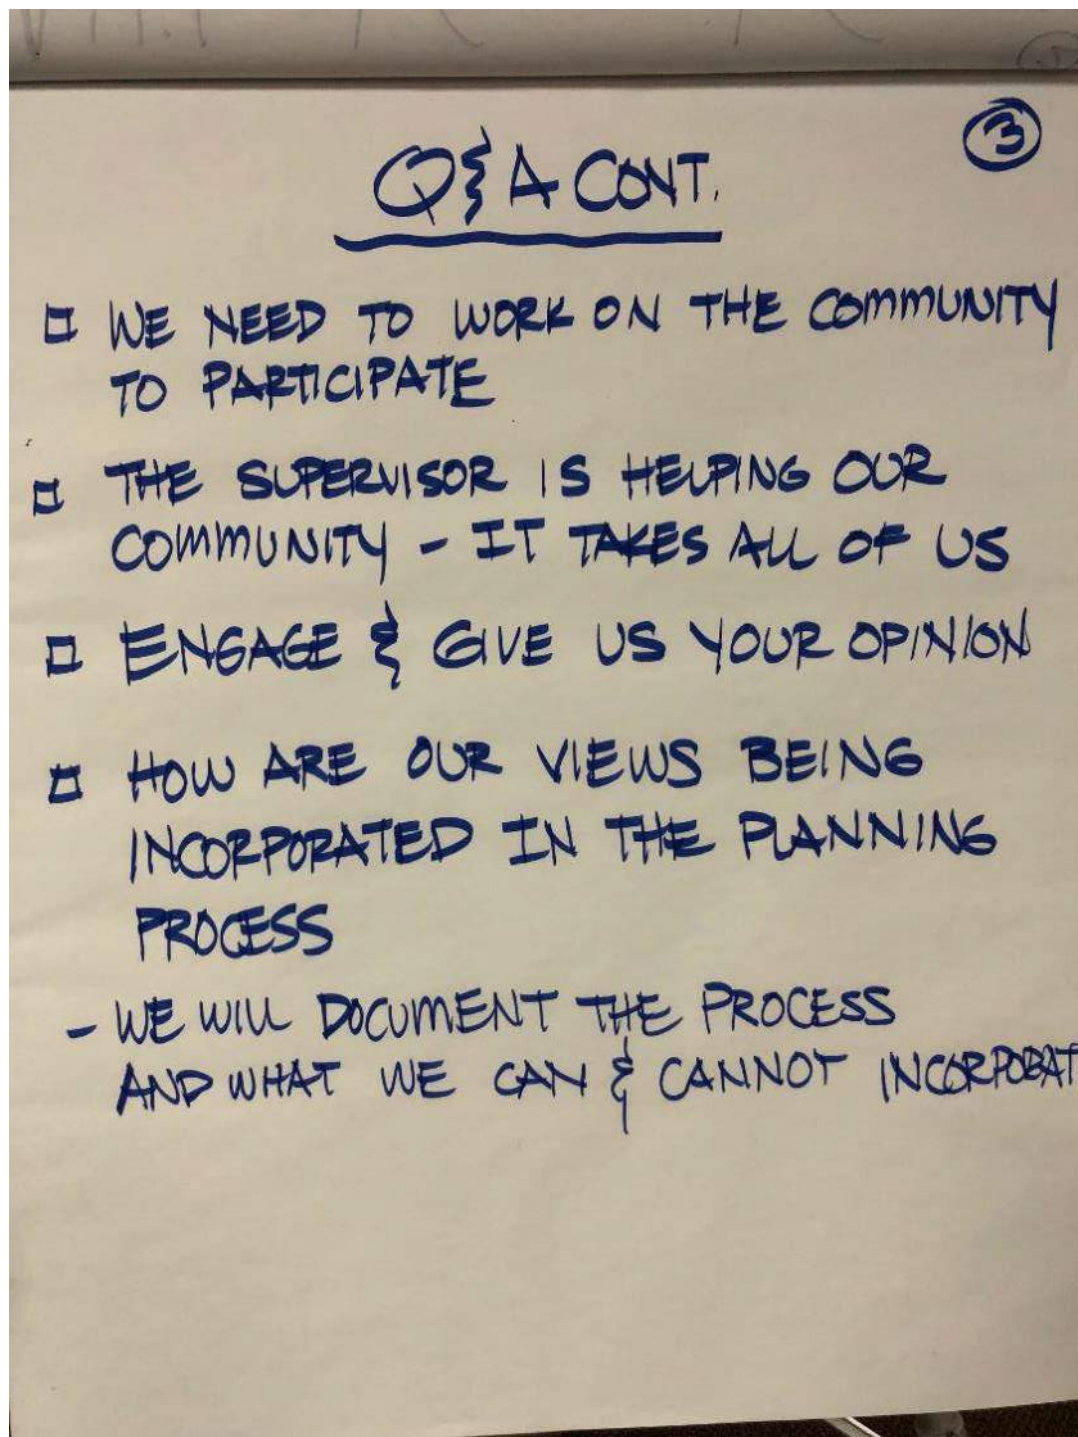 3
Q & A CONT.
□ WE NEED TO WORK ON THE COMMUNITY
TO PARTICIPATE
□ THE SUPERVISOR IS HELPING OUR
COMMUNITY - IT TAKES ALL OF US
□ ENGAGE & GIVE US YOUR OPINION
□ HOW ARE OUR VIEWS BEING
INCORPORATED IN THE PLANNING
PROCESS
- WE WILL DOCUMENT THE PROCESS
AND WHAT WE CAN & CANNOT INCORPORAT